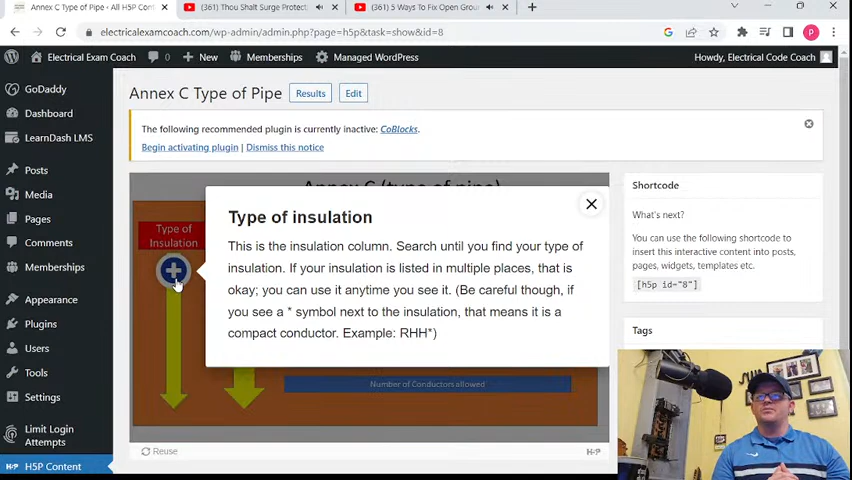 Annex C Type of Pipe ‹ All H5P Cont
(361) Thou Shalt Surge Protect
(361) 5 Ways To Fix Open Grou
electricalexamcoach.com/wp-admin/admin.php?page=h5p&task=show&id=8
P
Electrical Exam Coach
0
New
Memberships
Managed WordPress
Howdy, Electrical Code Coach
GoDaddy
Dashboard
LearnDash LMS
Posts
Media
Pages
Comments
Memberships
Appearance
Plugins
Users
Tools
Settings
Limit Login
Attempts
H5P Content
Annex C Type of Pipe
Results
Edit
The following recommended plugin is currently inactive: CoBlocks.
Begin activating plugin | Dismiss this notice
Annex C (type of pipe)
Type of
Insulation
Type of insulation
This is the insulation column. Search until you find your type of
insulation. If your insulation is listed in multiple places, that is
okay; you can use it anytime you see it. (Be careful though, if
you see a * symbol next to the insulation, that means it is a
compact conductor. Example: RHH*)
Number of Conductors allowed
Reuse
H-P
Shortcode
What's next?
You can use the following shortcode to
insert this interactive content into posts,
pages, widgets, templates etc.
[h5p id="8"]
Tags